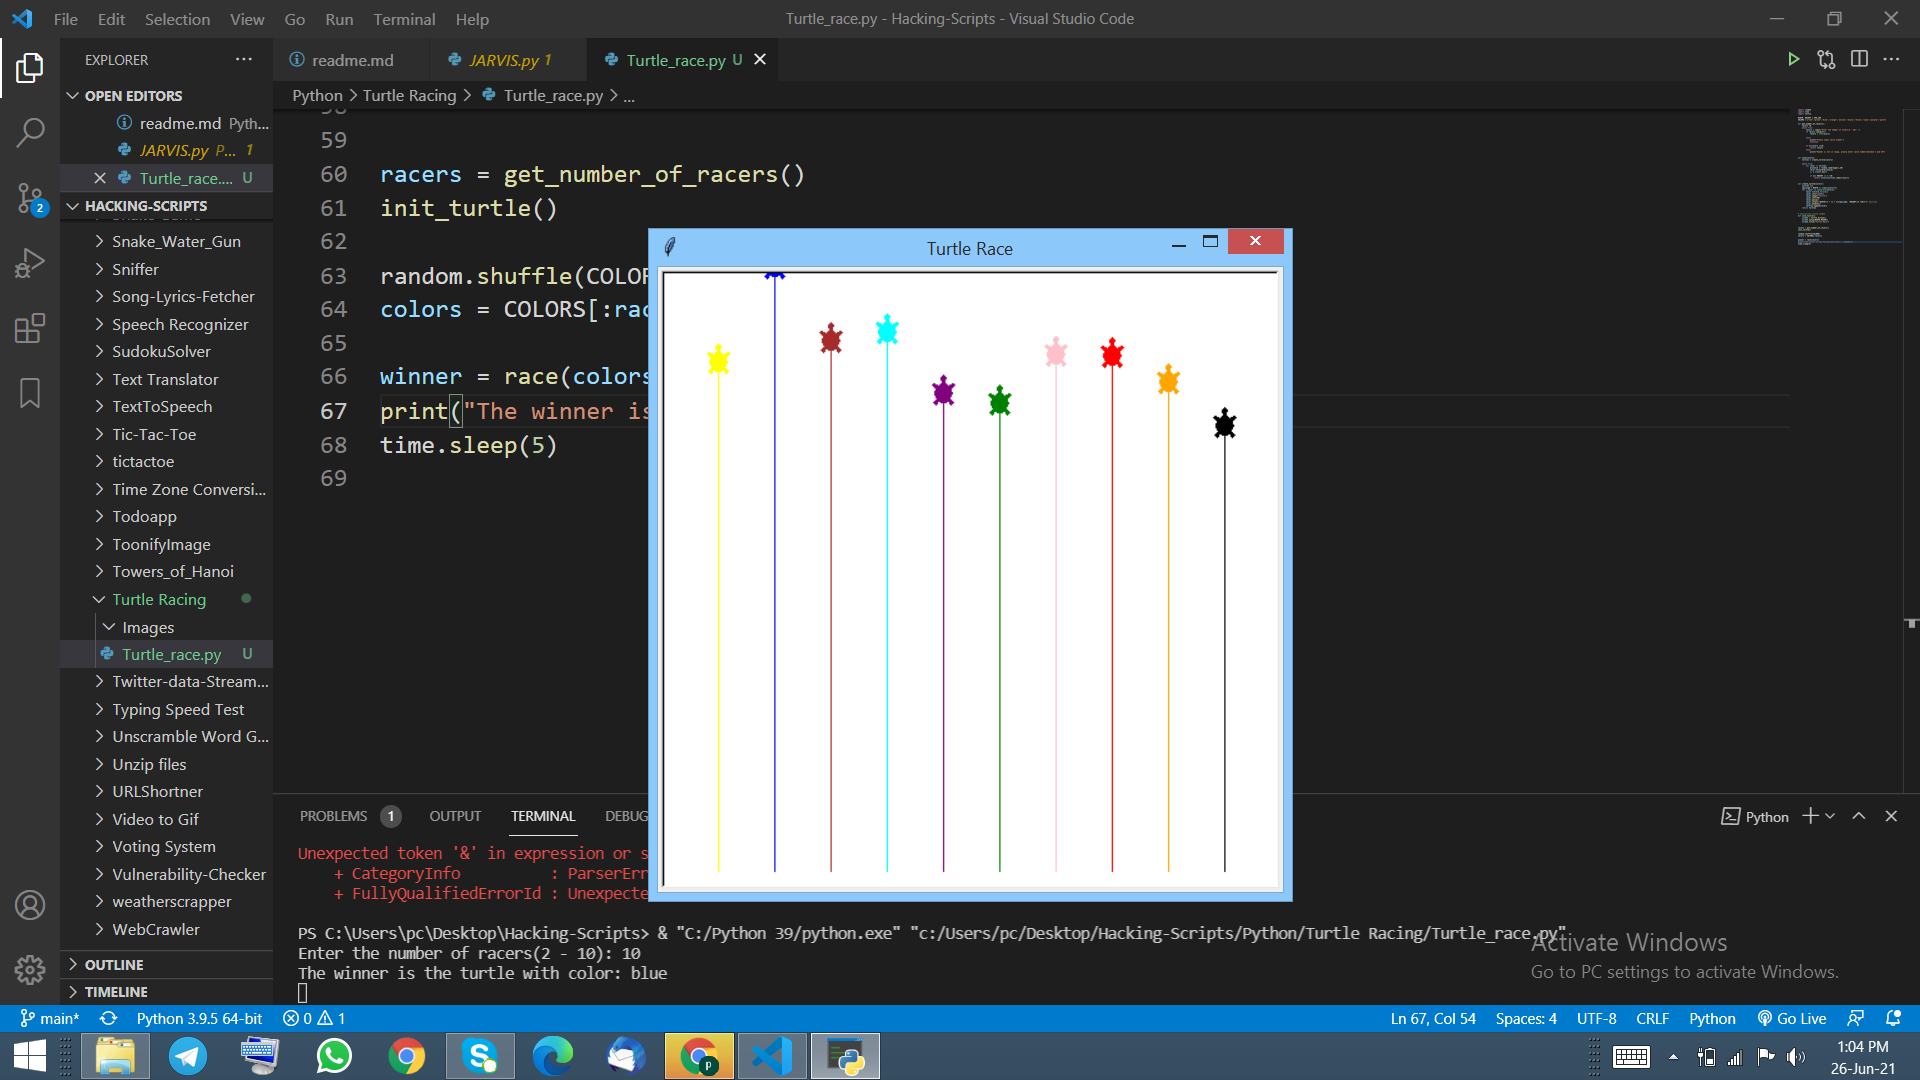 File Edit Selection View Go Run Terminal Help
Turtle_race.py - Hacking-Scripts - Visual Studio Code
EXPLORER
readme.md
JARVIS.py 1
Turtle_race.py U
OPEN EDITORS
readme.md Pyth...
JARVIS.py P... 1
Turtle_race.... U
HACKING-SCRIPTS
Snake_Water_Gun
Sniffer
Song-Lyrics-Fetcher
Speech Recognizer
SudokuSolver
Text Translator
TextToSpeech
Tic-Tac-Toe
tictactoe
Time Zone Conversi...
Todoapp
ToonifyImage
Towers_of_Hanoi
Turtle Racing
Images
Turtle_race.py U
Twitter-data-Stream...
Typing Speed Test
Unscramble Word G...
Unzip files
URLShortner
Video to Gif
Voting System
Vulnerability-Checker
weatherscrapper
WebCrawler
OUTLINE
TIMELINE
2
Python > Turtle Racing > Turtle_race.py > ...
59
60 racers = get_number_of_racers()
61 init_turtle()
62
63 random.shuffle(COLOR
64 colors = COLORS[:rac
65
66 winner = race(colors
67 print("The winner is
68 time.sleep(5)
69
Turtle Race
PROBLEMS 1 OUTPUT TERMINAL DEBUG
Python
Unexpected token '&' in expression or s
+ CategoryInfo : ParserErr
+ FullyQualifiedErrorId : Unexpecte
PS C:\Users\pc\Desktop\Hacking-Scripts> & "C:/Python 39/python.exe" "c:/Users/pc/Desktop/Hacking-Scripts/Python/Turtle Racing/Turtle_race.py"
Enter the number of racers(2 - 10): 10
The winner is the turtle with color: blue
Activate Windows
Go to PC settings to activate Windows.
main* Python 3.9.5 64-bit 0 1
Ln 67, Col 54 Spaces: 4 UTF-8 CRLF Python Go Live
p
1:04 PM
26-Jun-21